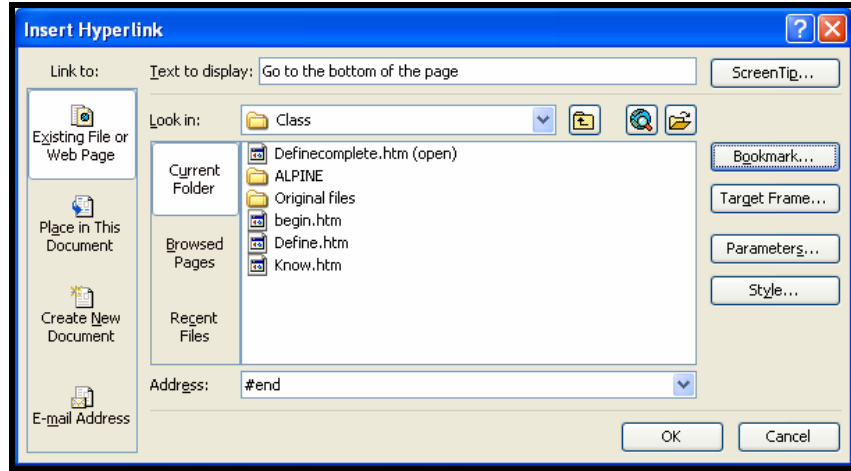 Insert Hyperlink
Link to:
Text to display: Go to the bottom of the page
ScreenTip...
Existing File or
Web Page
Place in This
Document
Create New
Document
E-mail Address
Look in: Class
Current
Folder
Browsed
Pages
Recent
Files
Definecomplete.htm (open)
ALPINE
Original files
begin.htm
Define.htm
Know.htm
Bookmark...
Target Frame...
Parameters...
Style...
Address: #end
OK
Cancel